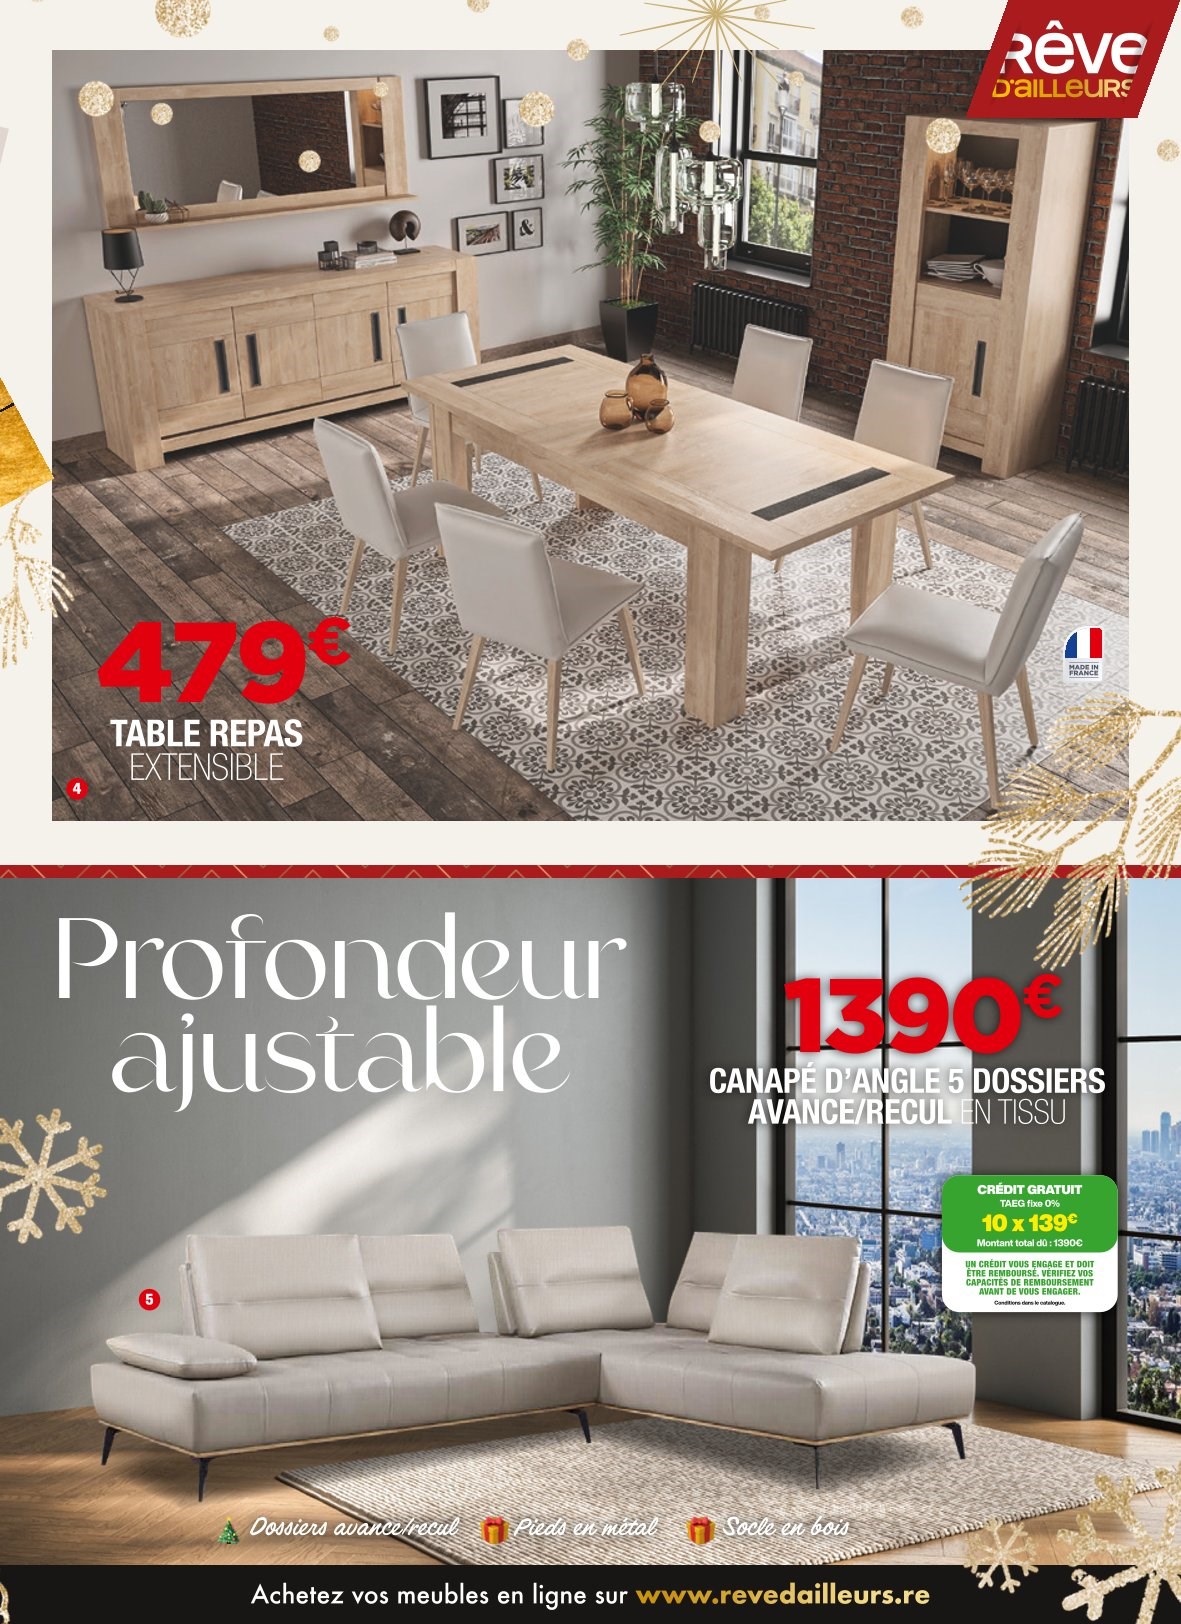 RÊVE
D'AILLEURS
479€
TABLE REPAS
EXTENSIBLE
4
MADE IN
FRANCE
Profondeur
ajustable
1390€
CANAPÉ D'ANGLE 5 DOSSIERS
AVANCE/RECUL EN TISSU
CRÉDIT GRATUIT
TAEG fixe 0%
10 x 139€
Montant total dû : 1390€
UN CRÉDIT VOUS ENGAGE ET DOIT
ÊTRE REMBOURSÉ. VÉRIFIEZ VOS
CAPACITÉS DE REMBOURSEMENT
AVANT DE VOUS ENGAGER.
Conditions dans le catalogue.
5
Dossiers avance/recul Pieds en métal Socle en bois
Achetez vos meubles en ligne sur www.revedailleurs.re